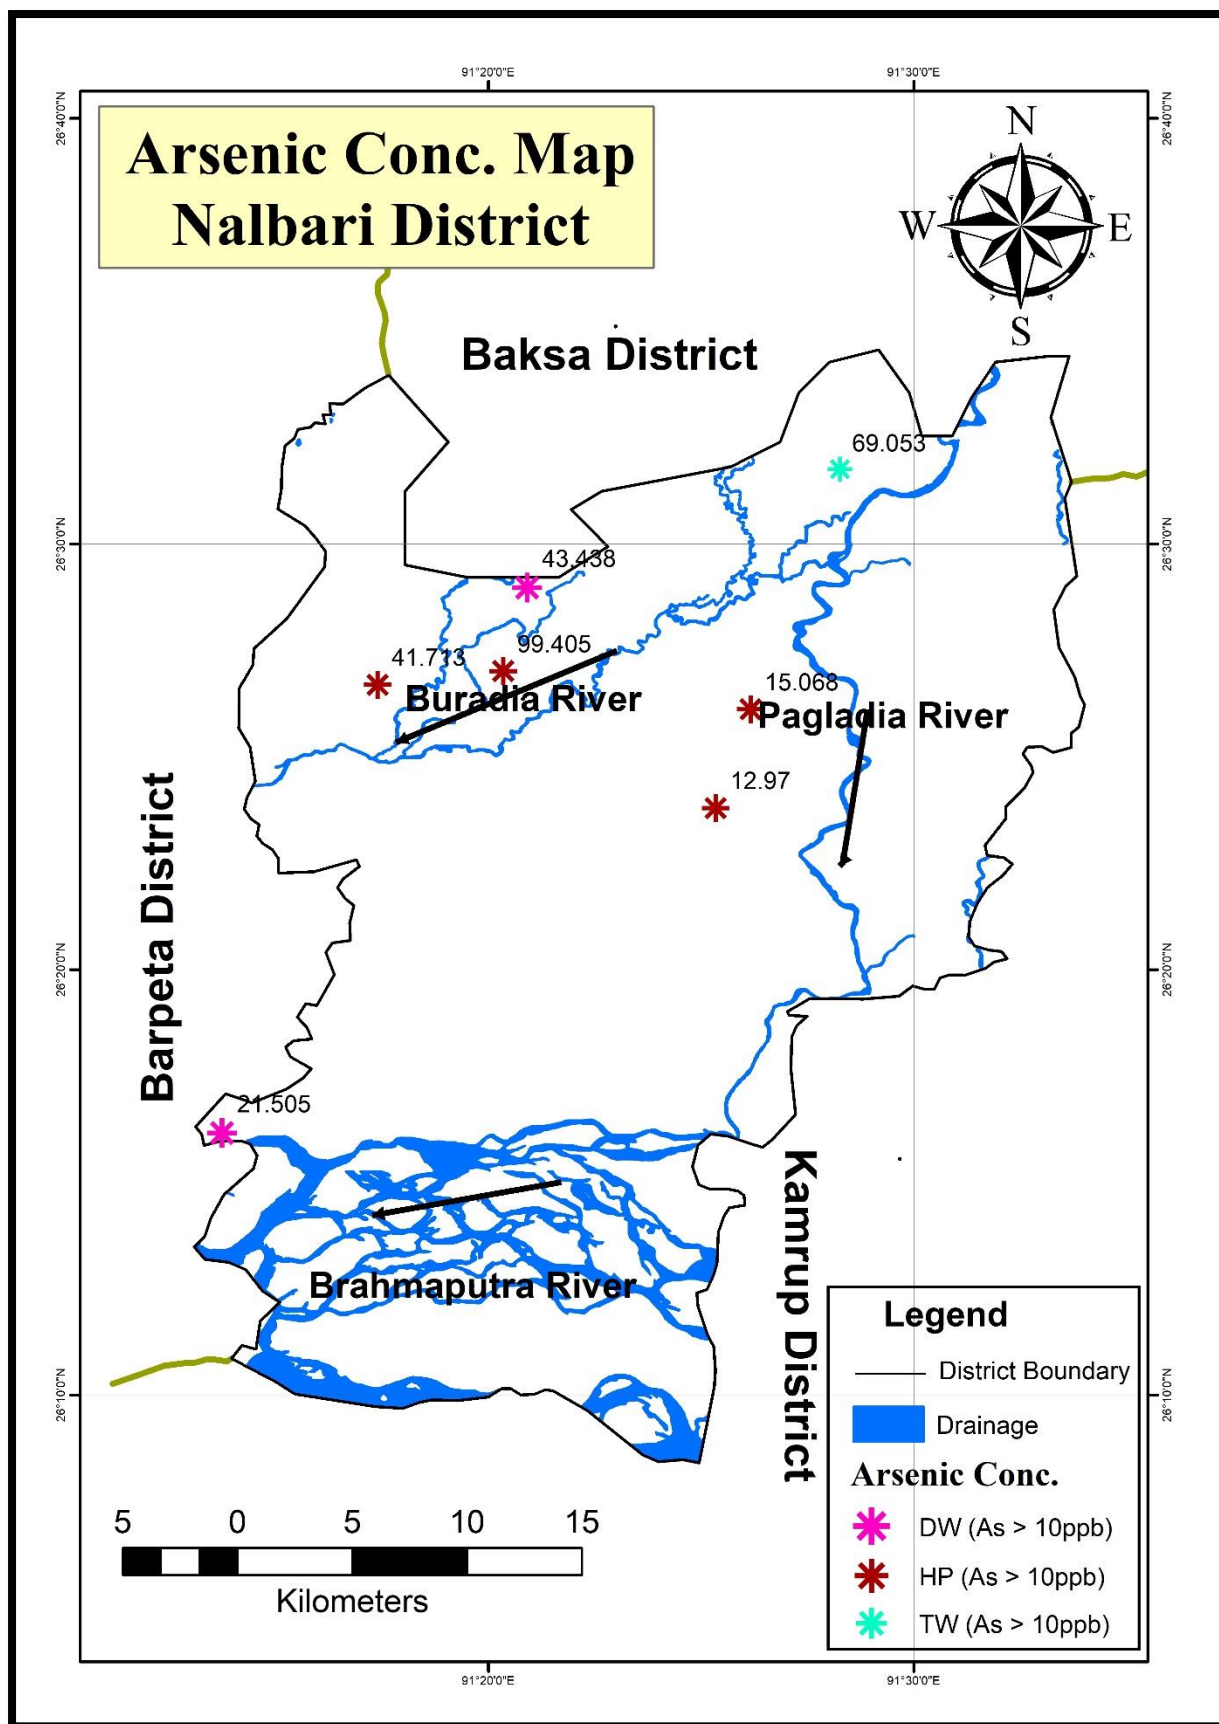 91°20'0"E
91°30'0"E
26°40'0"N
26°40'0"N
Arsenic Conc. Map
Nalbari District
N
W
E
S
Baksa District
69.053
26°30'0"N
26°30'0"N
43.438
41.713
99.405
Buradia River
15.068
Pagladia River
12.97
Barpeta District
26°20'0"N
26°20'0"N
21.505
Kamrup District
Brahmaputra River
26°10'0"N
26°10'0"N
Legend
District Boundary
Drainage
Arsenic Conc.
DW (As > 10ppb)
HP (As > 10ppb)
TW (As > 10ppb)
5 0 5 10 15
Kilometers
91°20'0"E
91°30'0"E